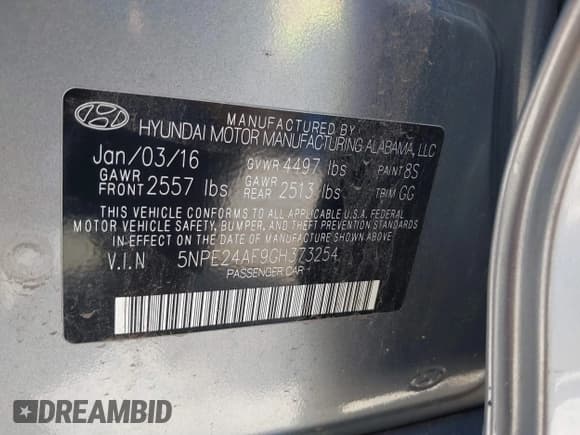 MANUFACTURED BY
HYUNDAI MOTOR MANUFACTURING ALABAMA, LLC
Jan/03/16 GVWR 4497 lbs PAINT 8S
GAWR FRONT 2557 lbs GAWR REAR 2513 lbs TRIM GG
THIS VEHICLE CONFORMS TO ALL APPLICABLE U.S.A. FEDERAL
MOTOR VEHICLE SAFETY, BUMPER, AND THEFT PREVENTION STANDARDS
IN EFFECT ON THE DATE OF MANUFACTURE SHOWN ABOVE.
V.I.N 5NPE24AF9GH373254
PASSENGER CAR
DREAMBID